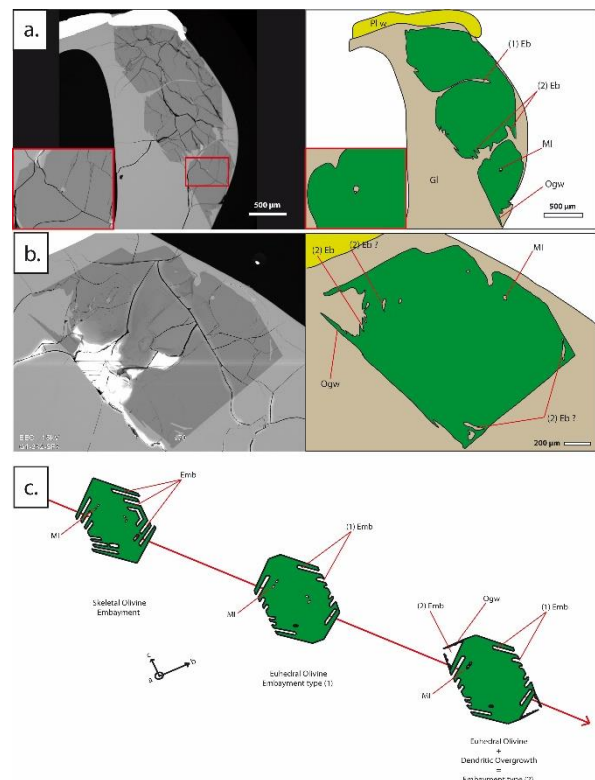 a.
Pl w
(1) Eb
(2) Eb
MI
Gl
Ogw
500 µm
500 µm
b.
(2) Eb ?
(2) Eb
MI
Ogw
(2) Eb ?
200 µm
c.
Emb
MI
Skeletal Olivine
Embayment
(1) Emb
MI
Euhedral Olivine
Embayment type (1)
c
a
b
Ogw
(2) Emb
(1) Emb
MI
Euhedral Olivine
+
Dendritic Overgrowth
=
Embayment type (2)